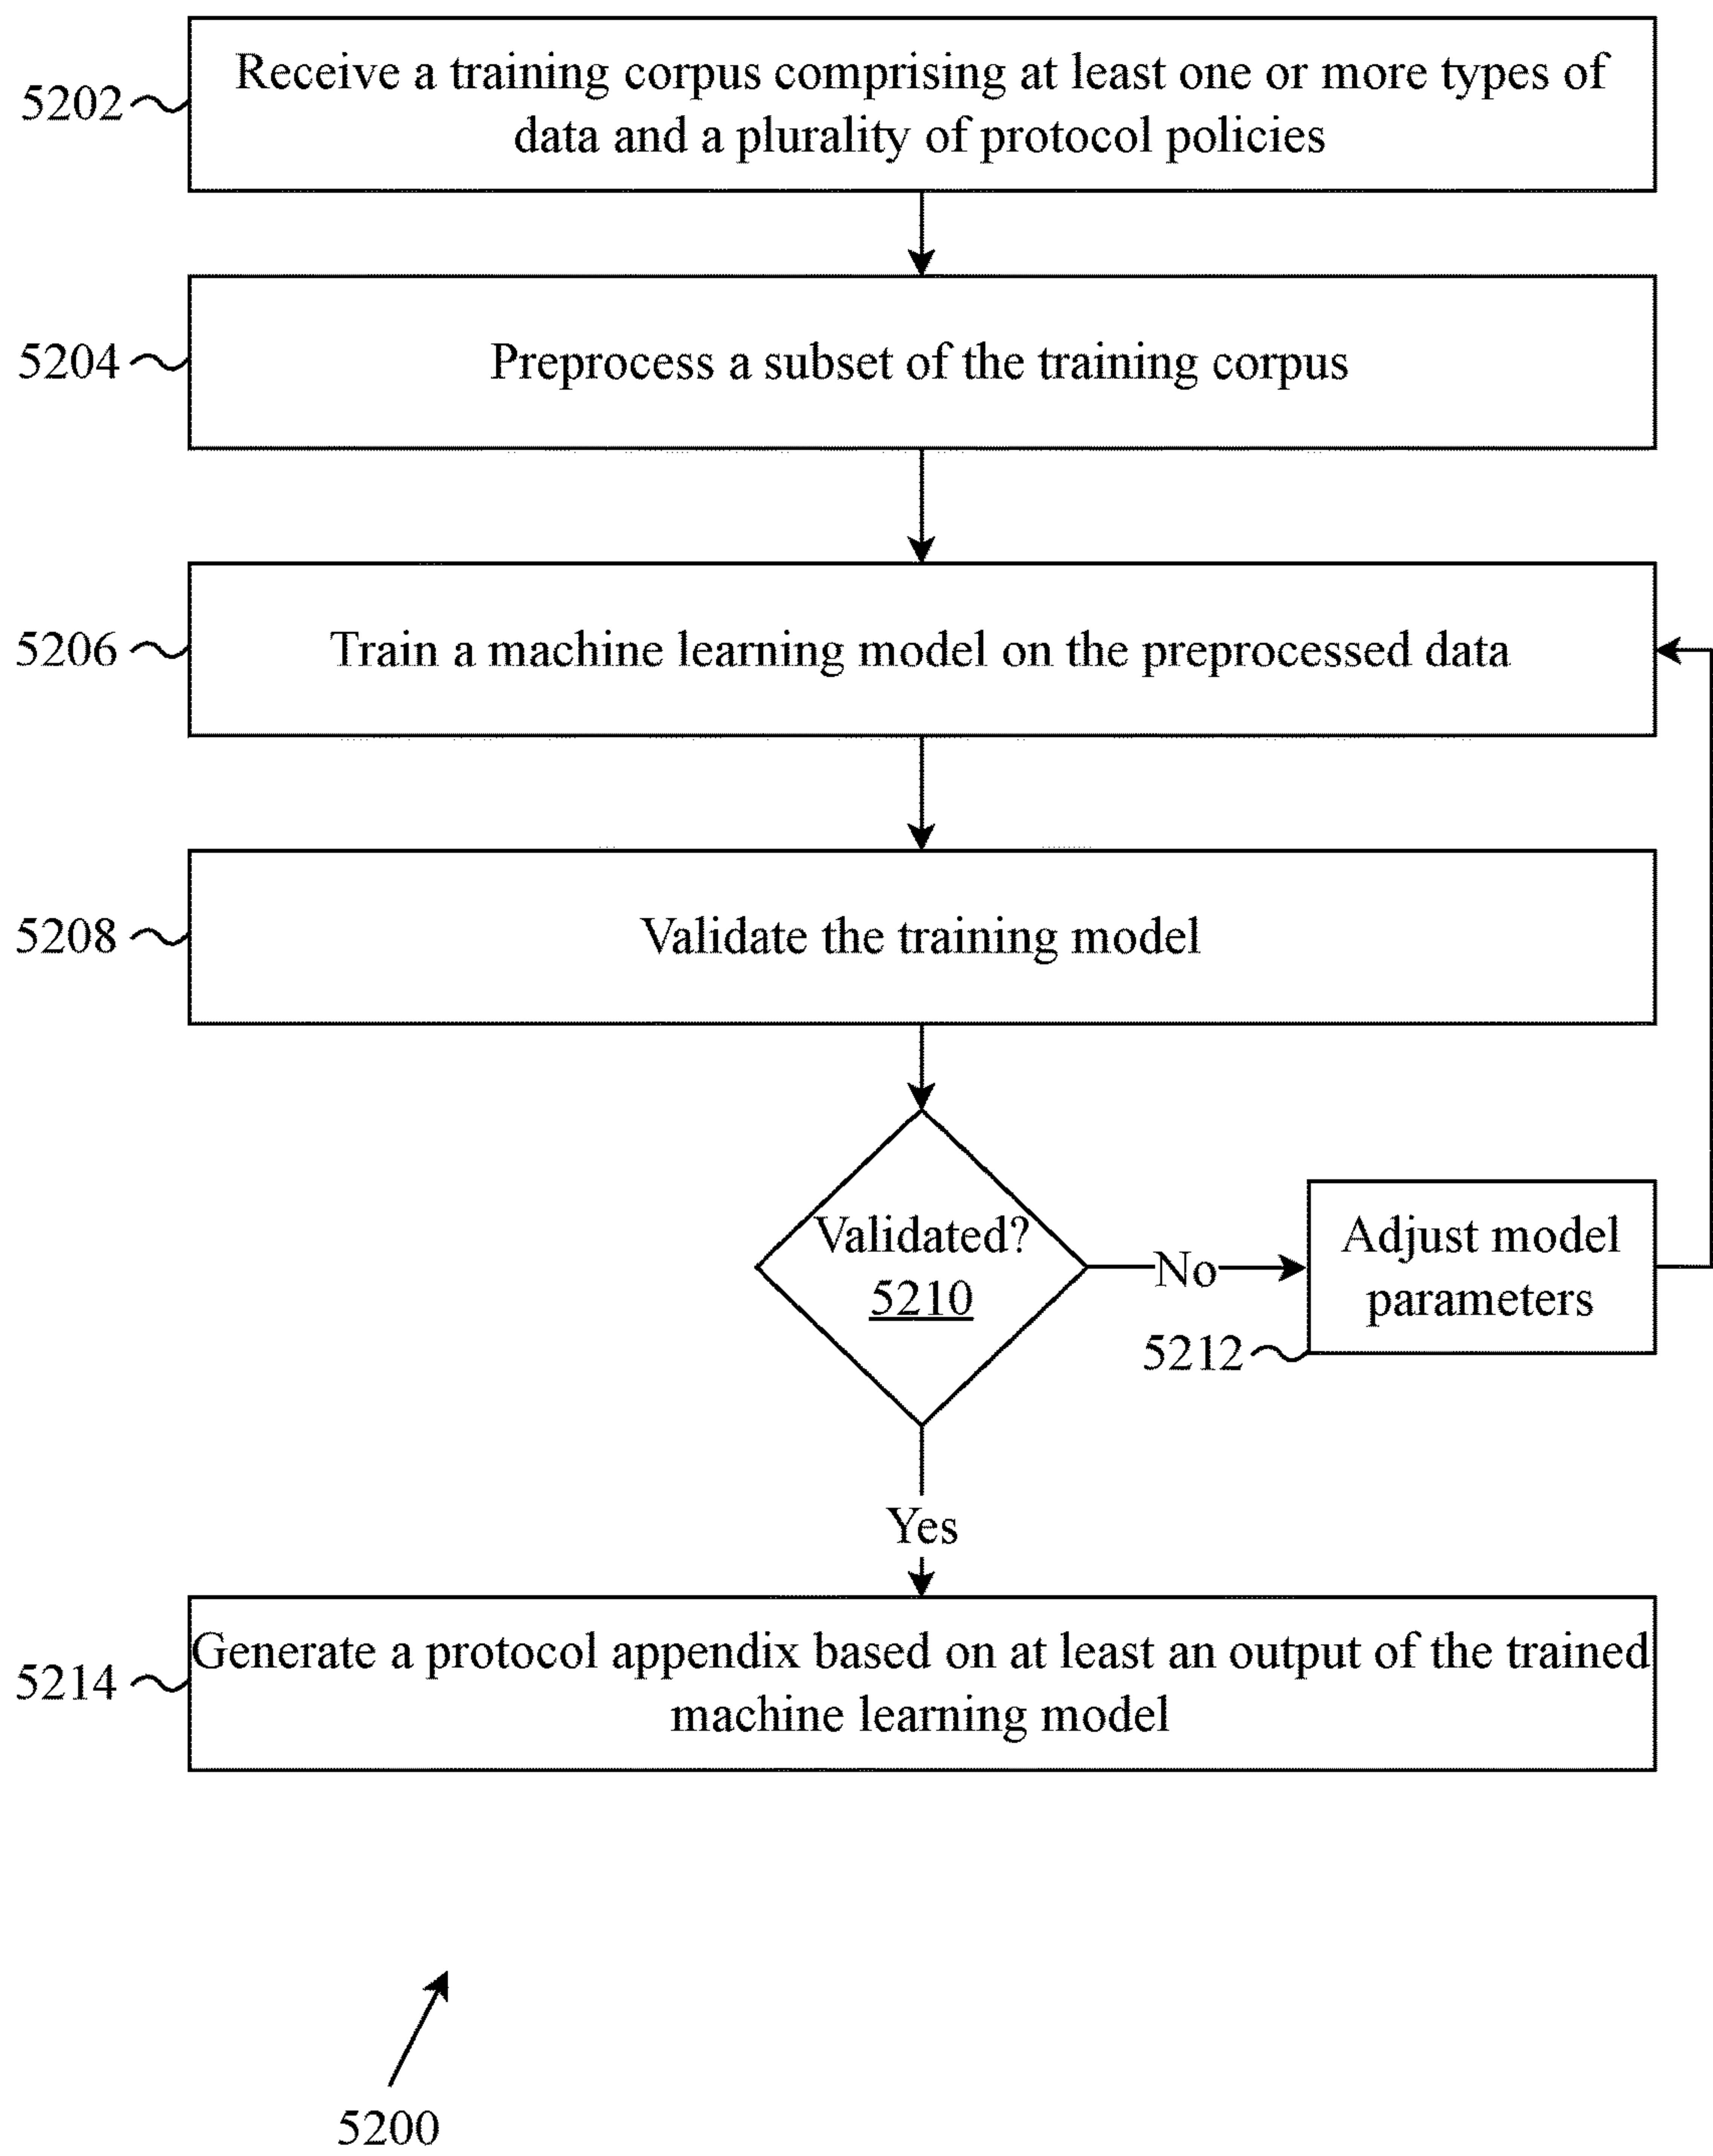 Receive a training corpus comprising at least one or more types of
5202
data and a plurality of protocol policies
5204
Preprocess a subset of the training corpus
5206
Train a machine learning model on the preprocessed data
5208
Validate the training model
Validated?
5210
No
Adjust model
parameters
5212
Yes
Generate a protocol appendix based on at least an output of the trained
5214
machine learning model
5200